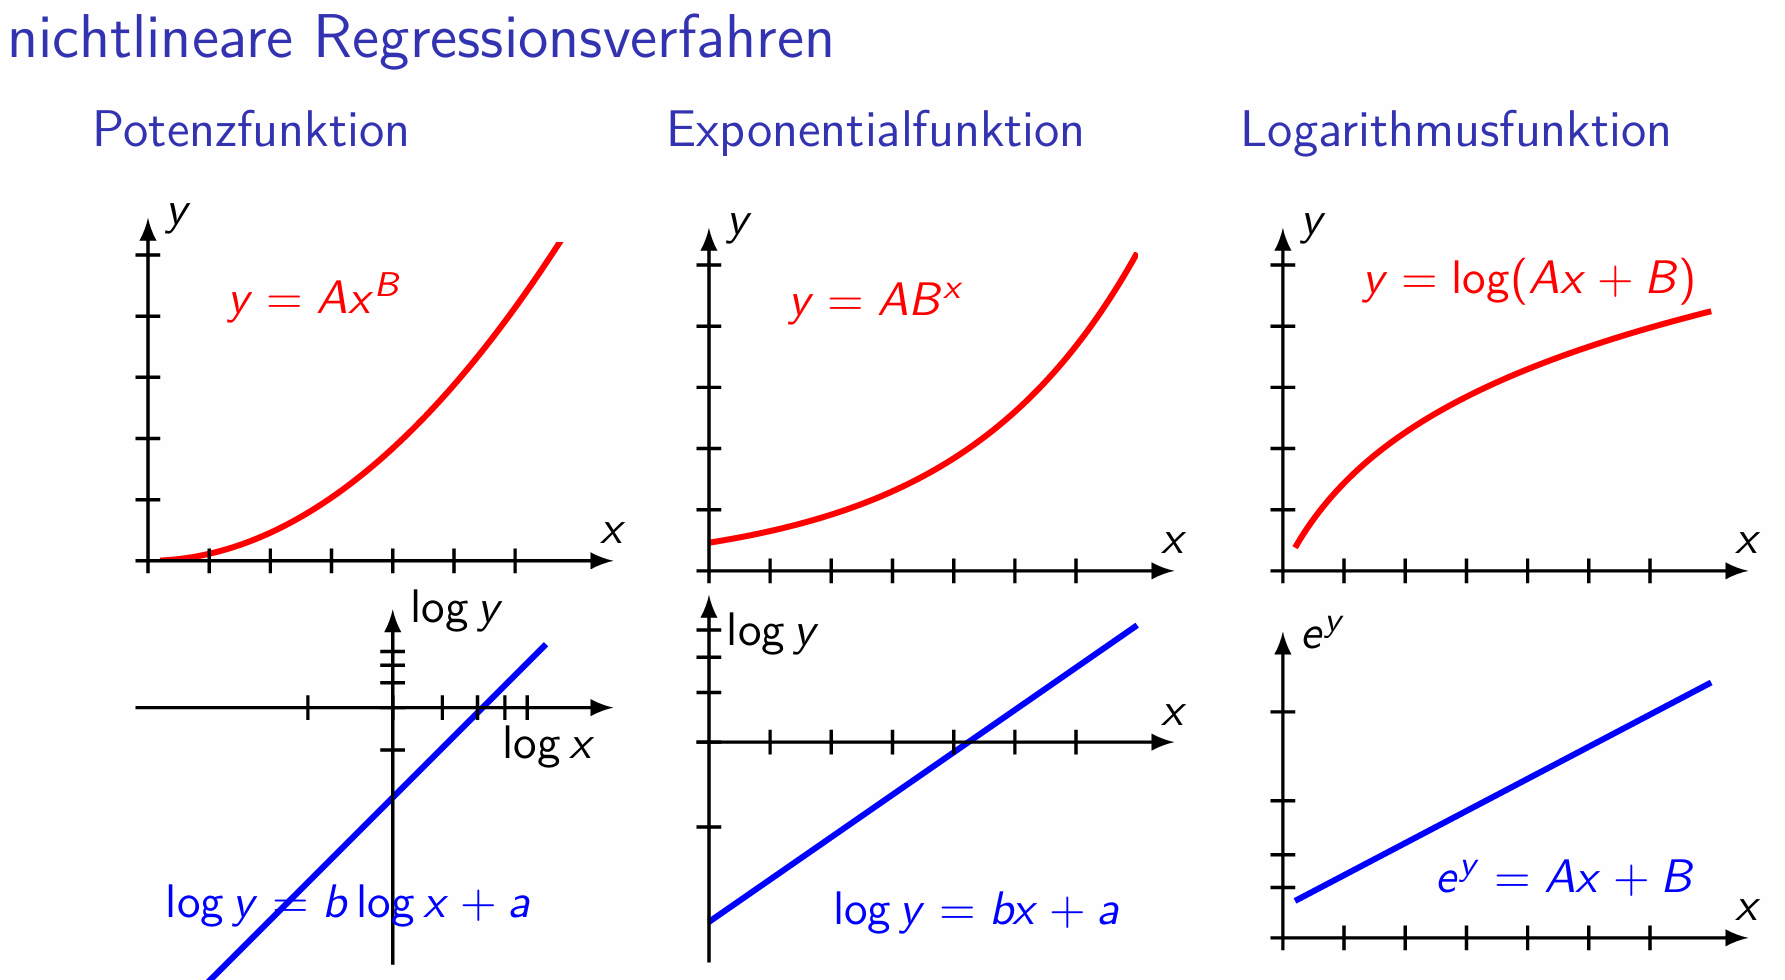 nichtlineare Regressionsverfahren
Potenzfunktion
Exponentialfunktion
Logarithmusfunktion
y
y = Ax^B
x
y
y = AB^x
x
y
y = log(Ax + B)
x
log y
log x
log y = b log x + a
log y
x
log y = bx + a
e^y
e^y = Ax + B
x